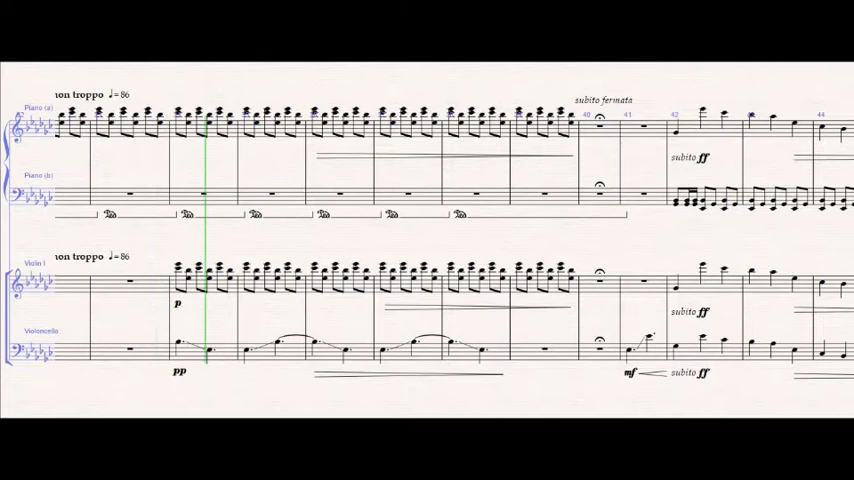 non troppo ♩=86
subito fermata
Piano (a)
40 41 42 43 44
subito ff
Piano (b)
non troppo ♩=86
Violin I
p
subito ff
Violoncello
pp
mf
subito ff